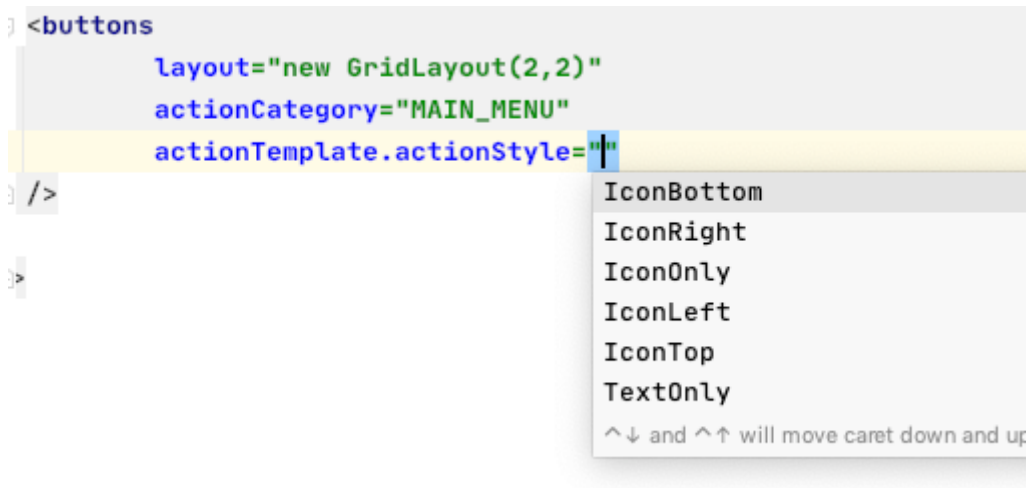 <buttons
layout="new GridLayout(2,2)"
actionCategory="MAIN_MENU"
actionTemplate.actionStyle=""
/>
>
IconBottom
IconRight
IconOnly
IconLeft
IconTop
TextOnly
^↓ and ^↑ will move caret down and up